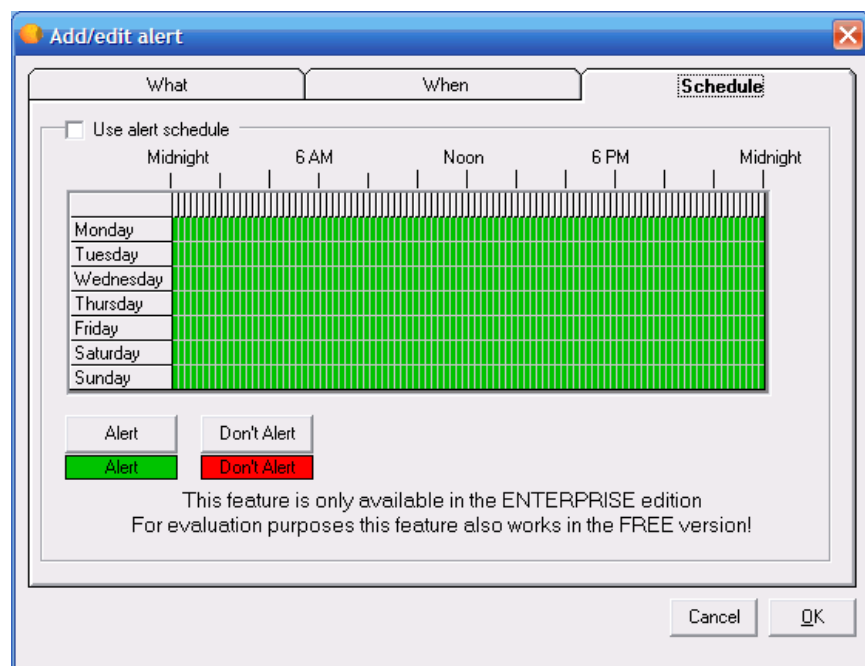 Add/edit alert
What When Schedule
Use alert schedule
Midnight 6 AM Noon 6 PM Midnight
Monday
Tuesday
Wednesday
Thursday
Friday
Saturday
Sunday
Alert Don't Alert
Alert Don't Alert
This feature is only available in the ENTERPRISE edition
For evaluation purposes this feature also works in the FREE version!
Cancel OK